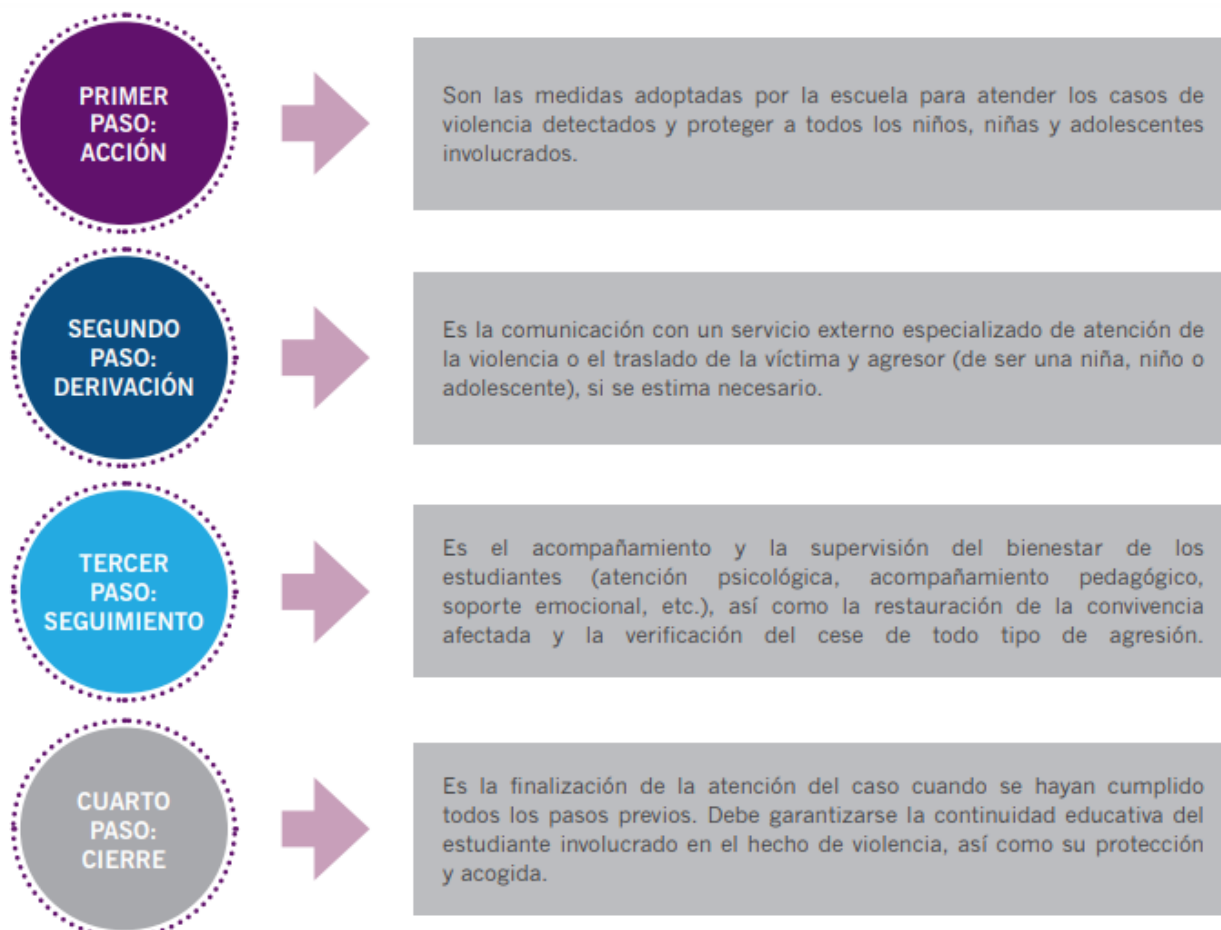 PRIMER
PASO:
ACCIÓN
Son las medidas adoptadas por la escuela para atender los casos de
violencia detectados y proteger a todos los niños, niñas y adolescentes
involucrados.
SEGUNDO
PASO:
DERIVACIÓN
Es la comunicación con un servicio externo especializado de atención de
la violencia o el traslado de la víctima y agresor (de ser una niña, niño o
adolescente), si se estima necesario.
TERCER
PASO:
SEGUIMIENTO
Es el acompañamiento y la supervisión del bienestar de los
estudiantes (atención psicológica, acompañamiento pedagógico,
soporte emocional, etc.), así como la restauración de la convivencia
afectada y la verificación del cese de todo tipo de agresión.
CUARTO
PASO:
CIERRE
Es la finalización de la atención del caso cuando se hayan cumplido
todos los pasos previos. Debe garantizarse la continuidad educativa del
estudiante involucrado en el hecho de violencia, así como su protección
y acogida.